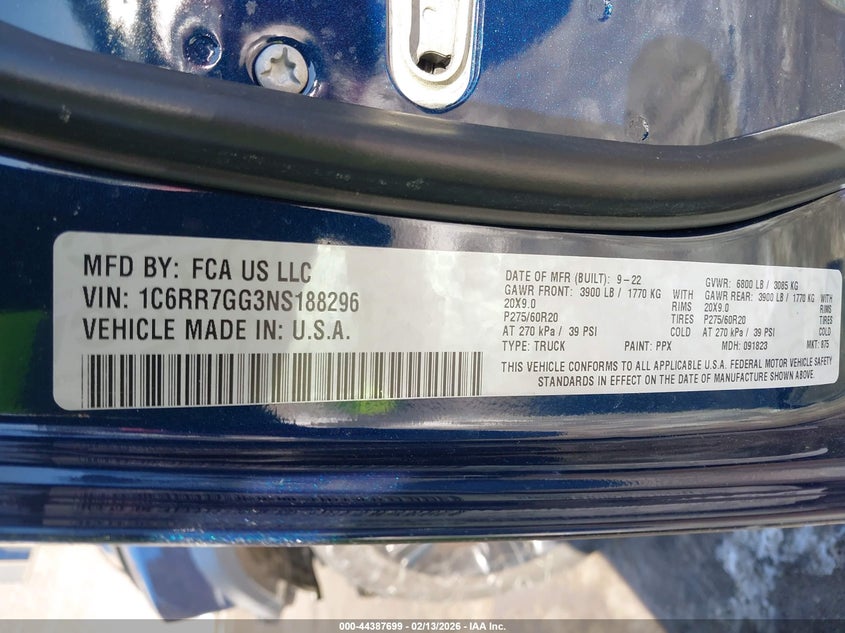 MFD BY: FCA US LLC
VIN: 1C6RR7GG3NS188296
VEHICLE MADE IN: U.S.A.
DATE OF MFR (BUILT): 9-22 GVWR: 6800 LB / 3085 KG
GAWR FRONT: 3900 LB / 1770 KG GAWR REAR: 3900 LB / 1770 KG
20X9.0 RIMS 20X9.0 RIMS
P275/60R20 TIRES P275/60R20 TIRES
AT 270 kPa / 39 PSI COLD AT 270 kPa / 39 PSI COLD
TYPE: TRUCK PAINT: PPX MDH: 091823 MKT: 875
THIS VEHICLE CONFORMS TO ALL APPLICABLE U.S.A. FEDERAL MOTOR VEHICLE SAFETY
STANDARDS IN EFFECT ON THE DATE OF MANUFACTURE SHOWN ABOVE.
000-44387699 - 02/13/2026 - IAA Inc.